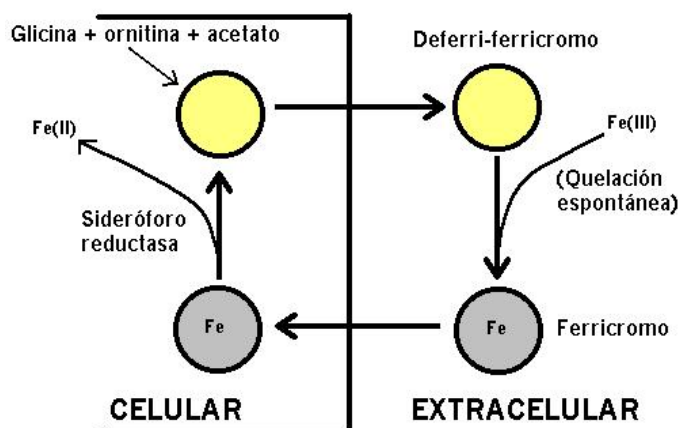 Glicina + ornitina + acetato
Deferri-ferricromo
Fe(II)
Fe(III)
(Quelación
espontánea)
Sideróforo
reductasa
Fe
Fe
Ferricromo
CELULAR
EXTRACELULAR